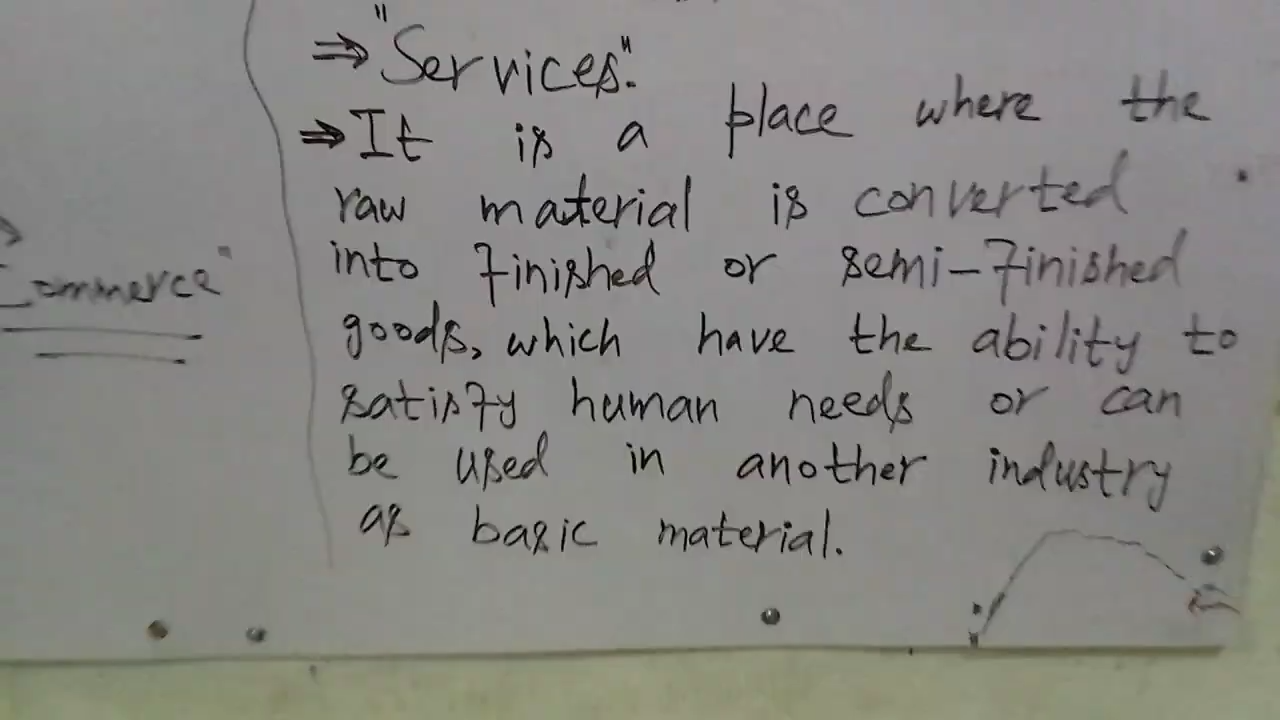 ⇒ "Services".
⇒ It is a place where the
raw material is converted
into finished or semi-finished
goods, which have the ability to
satisfy human needs or can
be used in another industry
as basic material.
Commerce"